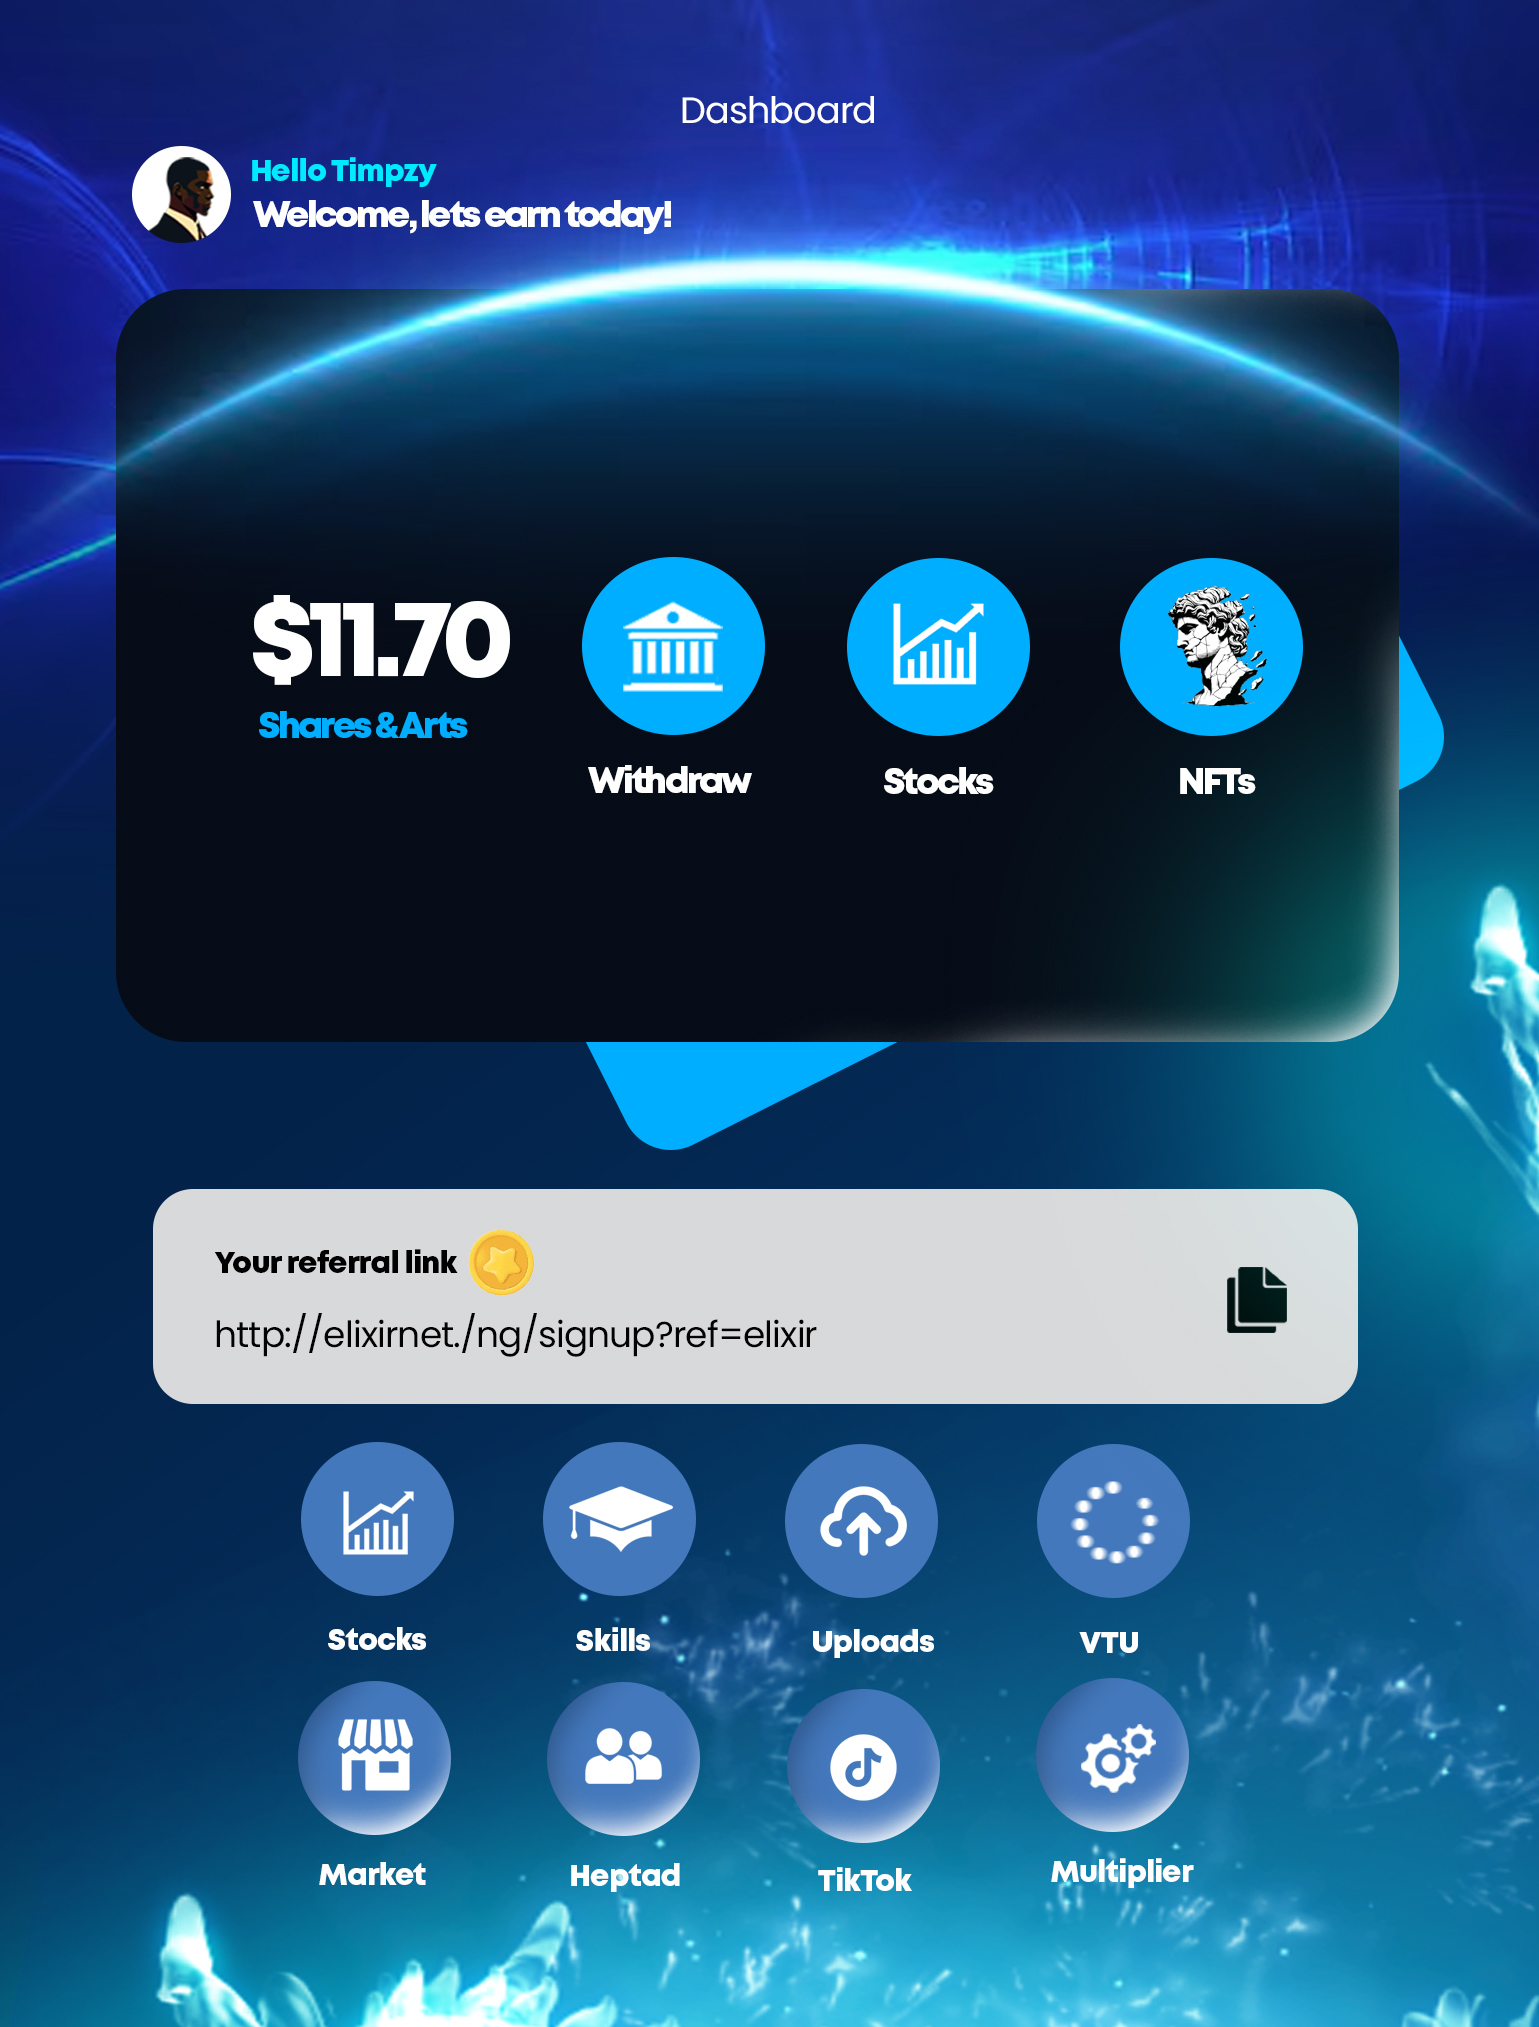 Dashboard
Hello Timpzy
Welcome, lets earn today!
$11.70
Shares & Arts
Withdraw
Stocks
NFTs
Your referral link
http://elixirnet./ng/signup?ref=elixir
Stocks
Skills
Uploads
VTU
Market
Heptad
TikTok
Multiplier